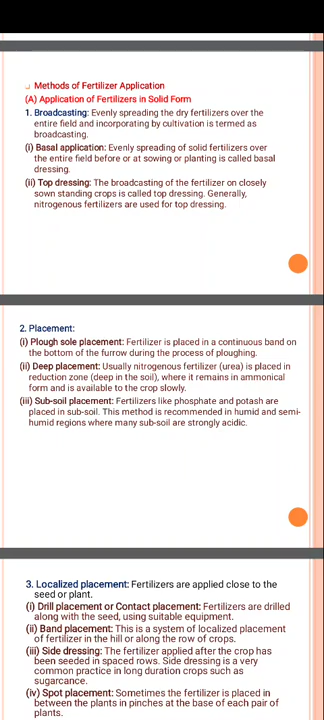 Methods of Fertilizer Application
(A) Application of Fertilizers in Solid Form
1. Broadcasting: Evenly spreading the dry fertilizers over the
entire field and incorporating by cultivation is termed as
broadcasting.
(i) Basal application: Evenly spreading of solid fertilizers over
the entire field before or at sowing or planting is called basal
dressing.
(ii) Top dressing: The broadcasting of the fertilizer on closely
sown standing crops is called top dressing. Generally,
nitrogenous fertilizers are used for top dressing.
2. Placement:
(i) Plough sole placement: Fertilizer is placed in a continuous band on
the bottom of the furrow during the process of ploughing.
(ii) Deep placement: Usually nitrogenous fertilizer (urea) is placed in
reduction zone (deep in the soil), where it remains in ammonical
form and is available to the crop slowly.
(iii) Sub-soil placement: Fertilizers like phosphate and potash are
placed in sub-soil. This method is recommended in humid and semi-
humid regions where many sub-soil are strongly acidic.
3. Localized placement: Fertilizers are applied close to the
seed or plant.
(i) Drill placement or Contact placement: Fertilizers are drilled
along with the seed, using suitable equipment.
(ii) Band placement: This is a system of localized placement
of fertilizer in the hill or along the row of crops.
(iii) Side dressing: The fertilizer applied after the crop has
been seeded in spaced rows. Side dressing is a very
common practice in long duration crops such as
sugarcance.
(iv) Spot placement: Sometimes the fertilizer is placed in
between the plants in pinches at the base of each pair of
plants.